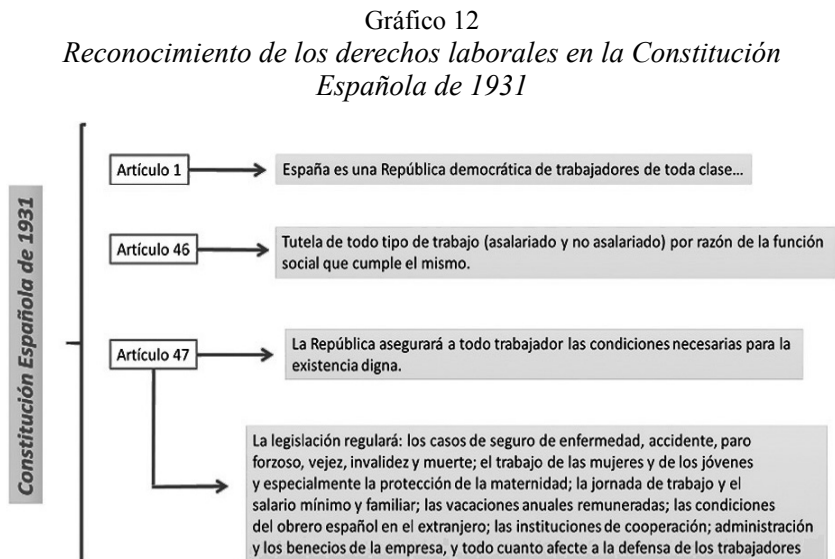 Gráfico 12
Reconocimiento de los derechos laborales en la Constitución
Española de 1931
Constitución Española de 1931
Artículo 1
España es una República democrática de trabajadores de toda clase...
Artículo 46
Tutela de todo tipo de trabajo (asalariado y no asalariado) por razón de la función
social que cumple el mismo.
Artículo 47
La República asegurará a todo trabajador las condiciones necesarias para la
existencia digna.
La legislación regulará: los casos de seguro de enfermedad, accidente, paro
forzoso, vejez, invalidez y muerte; el trabajo de las mujeres y de los jóvenes
y especialmente la protección de la maternidad; la jornada de trabajo y el
salario mínimo y familiar; las vacaciones anuales remuneradas; las condiciones
del obrero español en el extranjero; las instituciones de cooperación; administración
y los benecios de la empresa, y todo cuanto afecte a la defensa de los trabajadores